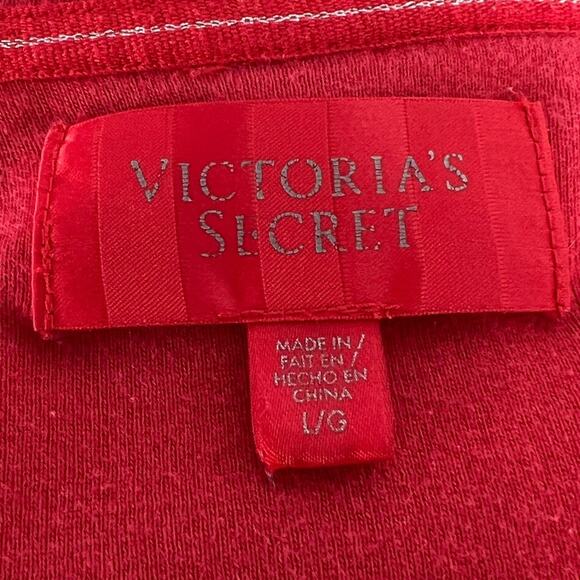 VICTORIA'S
SECRET
MADE IN /
FAIT EN /
HECHO EN
CHINA
L/G